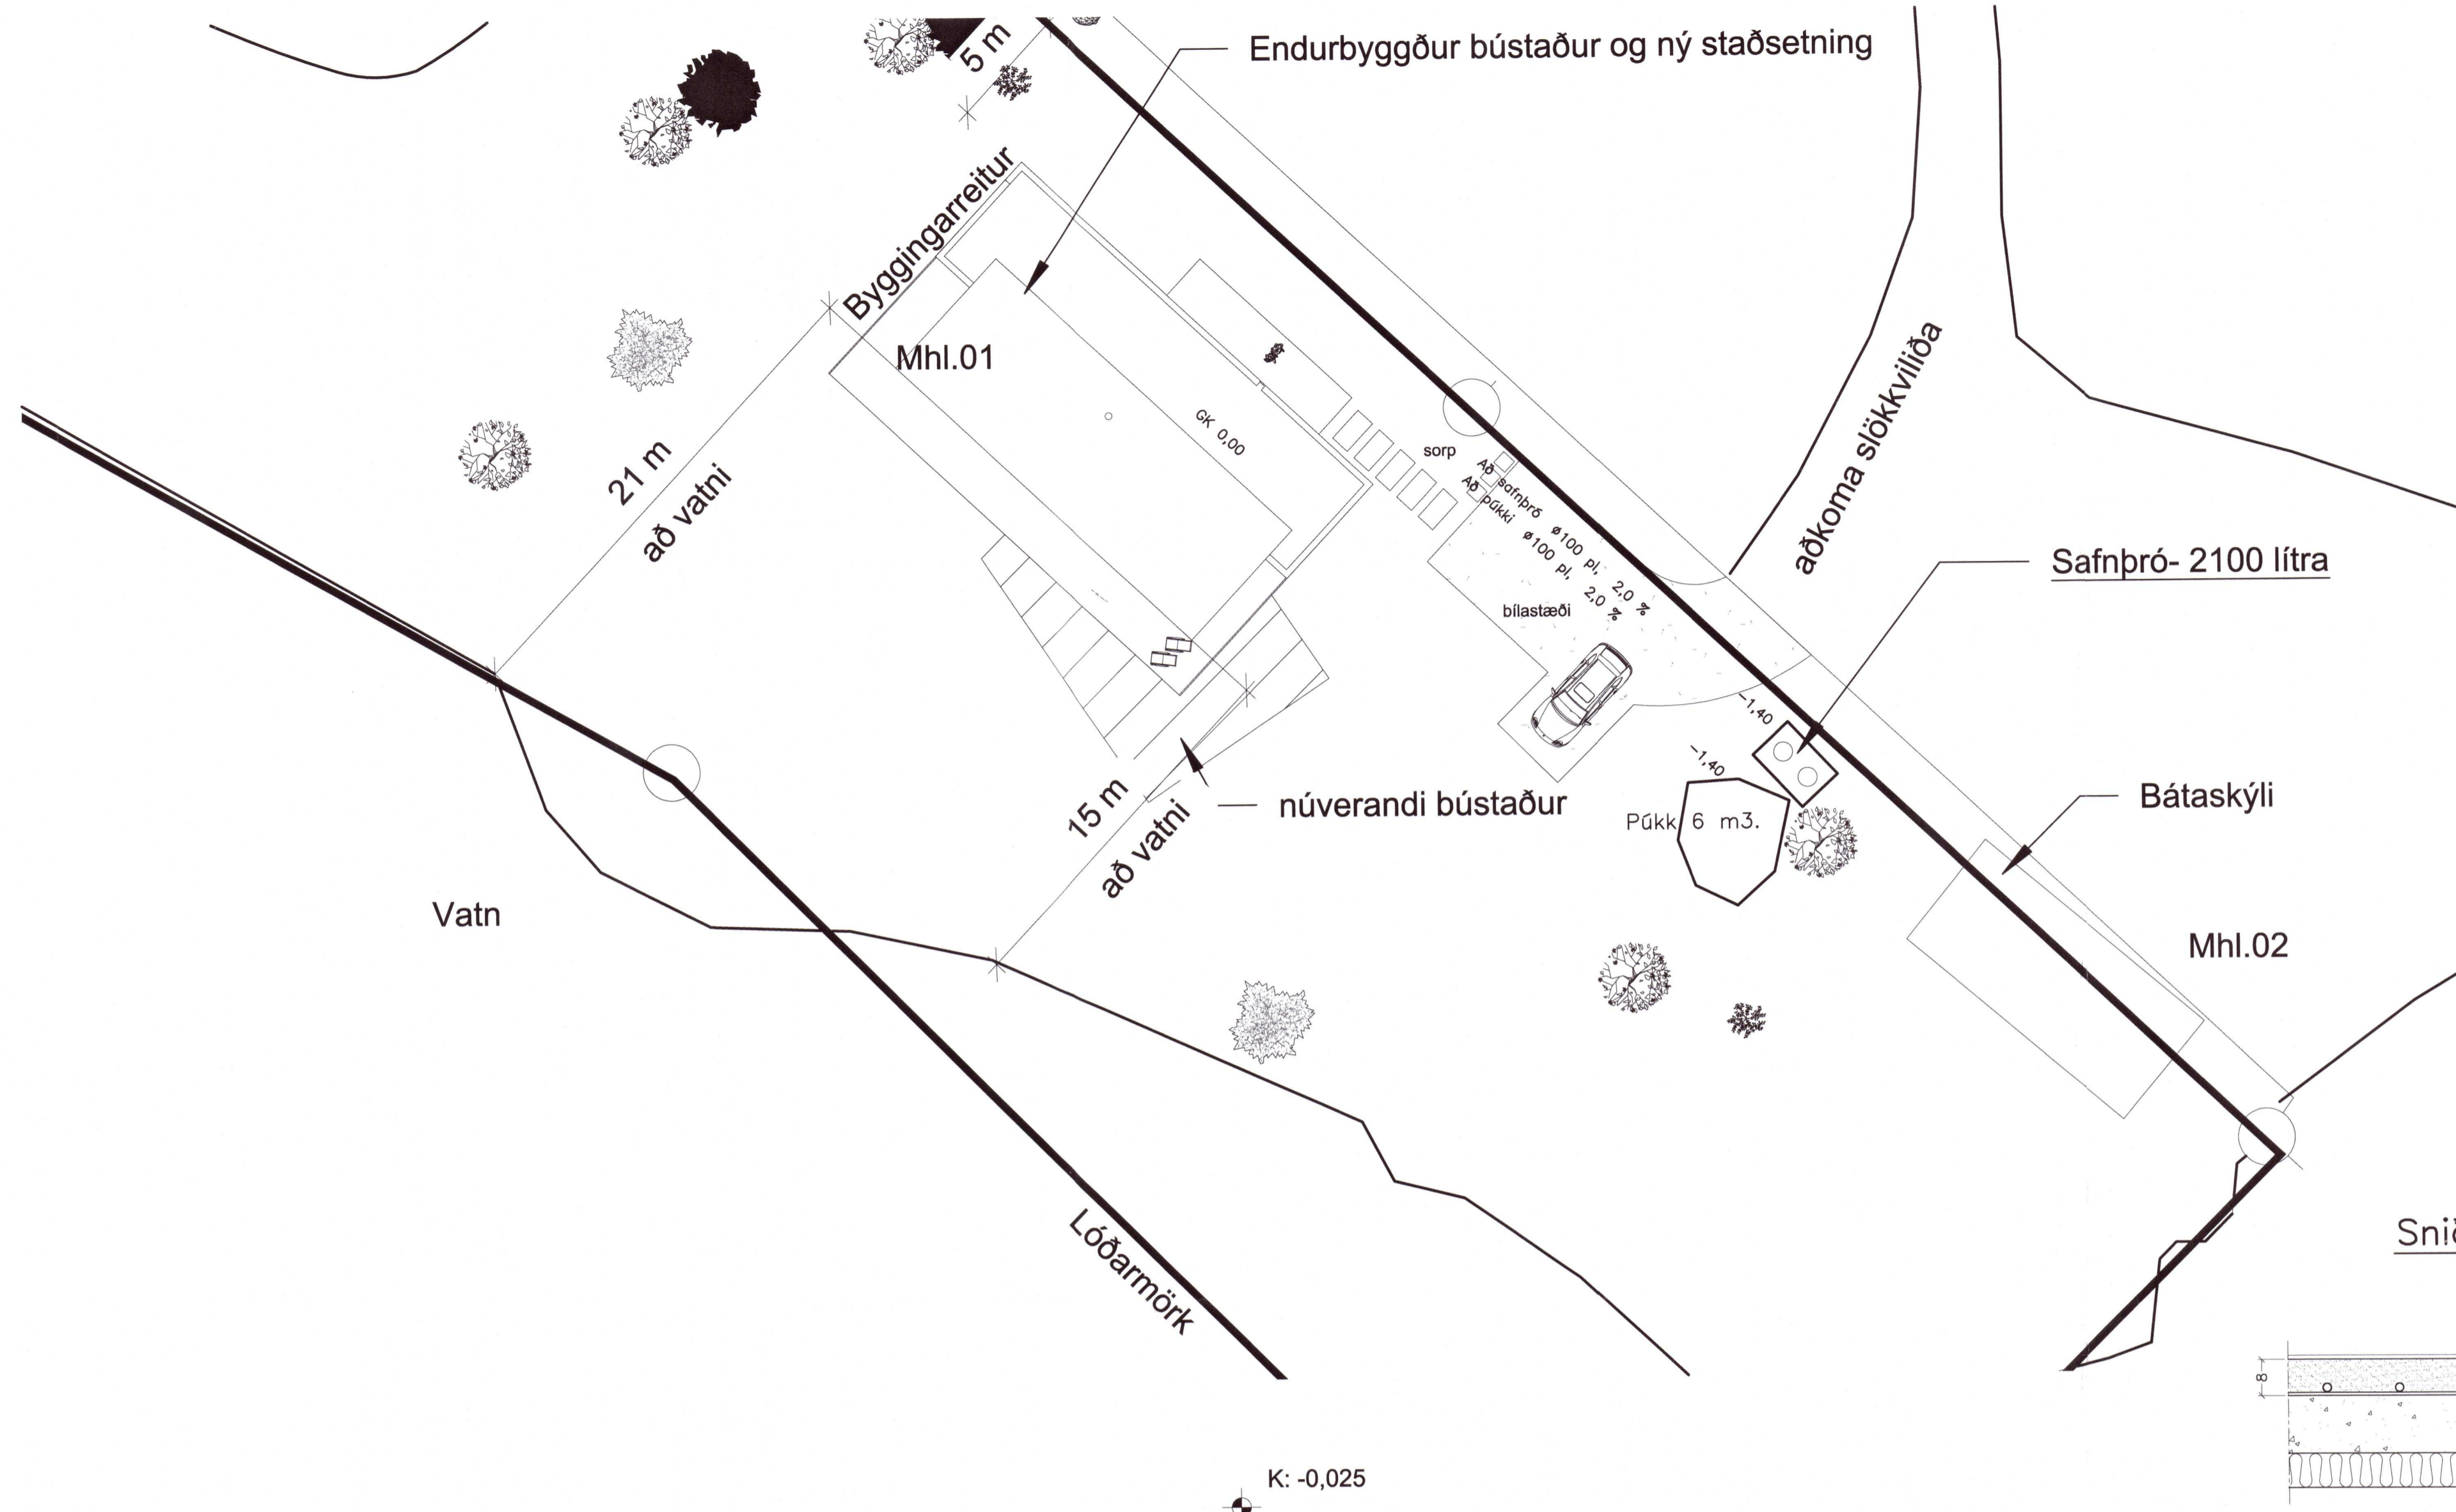 5 m
Endurbyggður bústaður og ný staðsetning
Byggingarreitur
Mhl.01
GK 0,00
21 m
að vatni
sorp
Að safnþró ø100 pl, 2,0 %
Að púkki ø100 pl, 2,0 %
bílastæði
aðkoma slökkviliða
Safnþró- 2100 lítra
-1,40
-1,40
15 m
að vatni
núverandi bústaður
Púkk 6 m3.
Bátaskýli
Mhl.02
Vatn
Lóðarmörk
8
K: -0,025